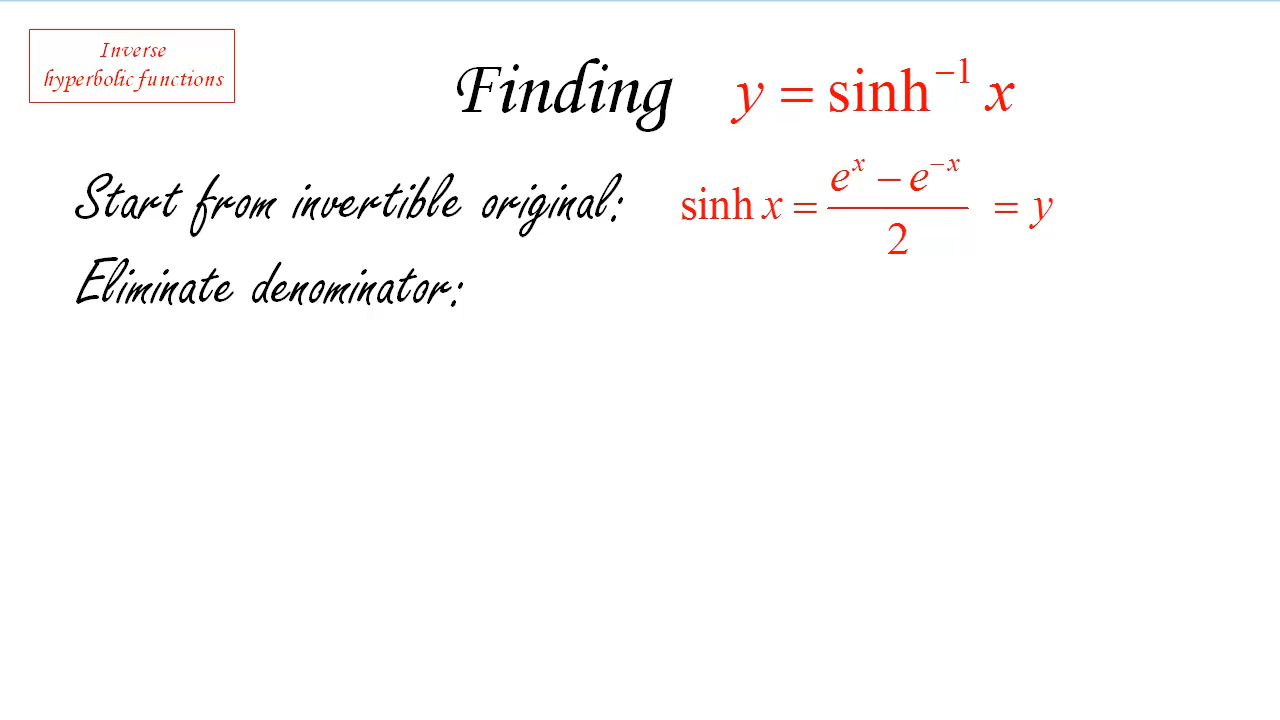 Inverse
hyperbolic functions
Finding y = sinh⁻¹ x
Start from invertible original: sinh x = (eˣ − e⁻ˣ)/2 = y
Eliminate denominator: